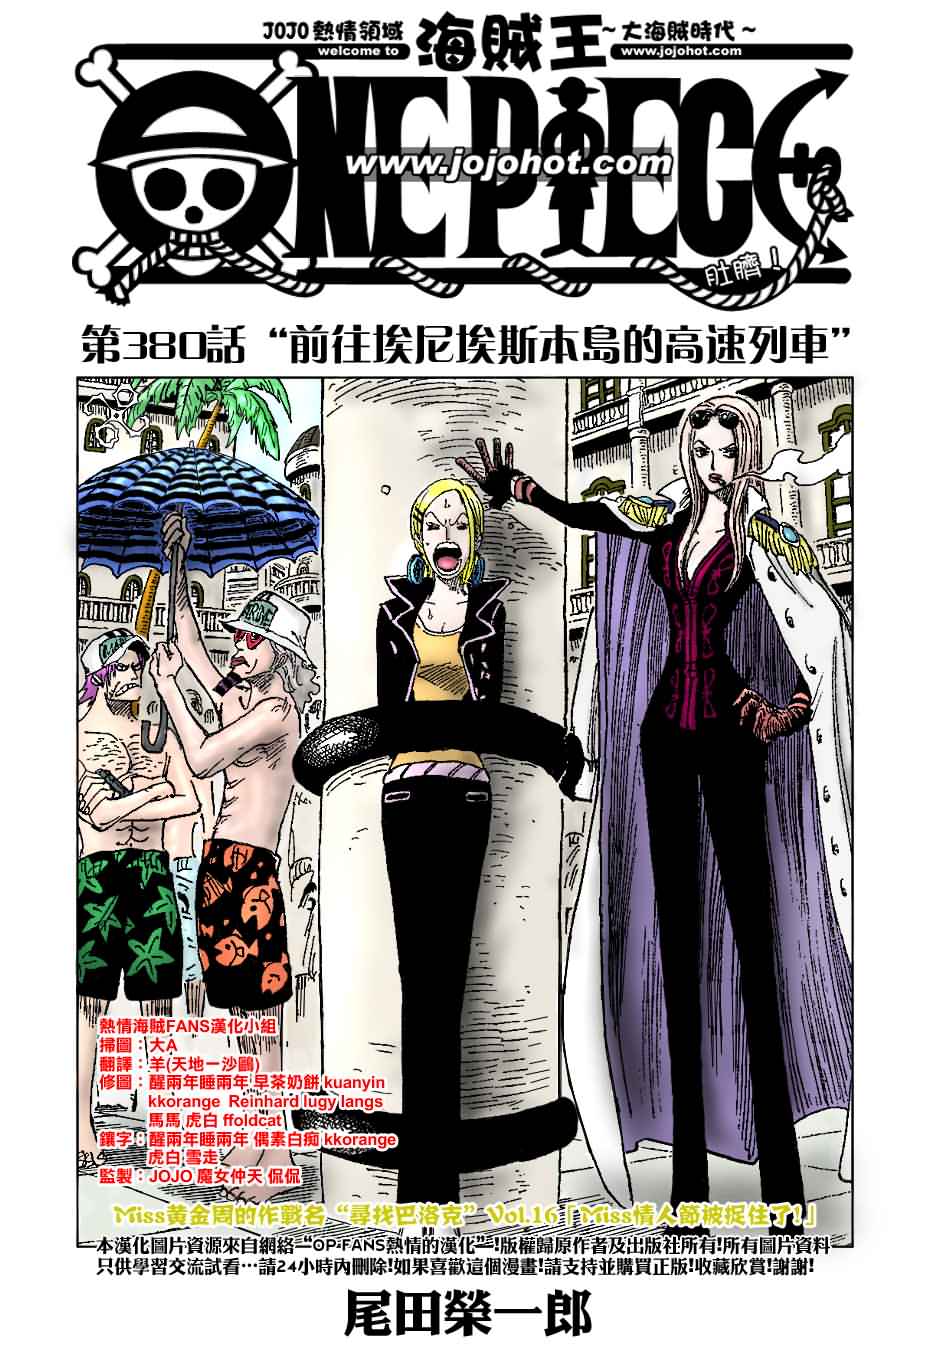 JOJO熱情領域
welcome to
海賊王
~大海賊時代~
www.jojohot.com
ONE PIECE
www.jojohot.com
肚臍！
第380話 “前往埃尼埃斯本島的高速列車”
熱情海賊FANS漢化小組
掃圖：大A
翻譯：羊(天地一沙鷗)
修圖：醒兩年睡兩年 早茶奶餅 kuanyin
kkorange Reinhard lugy langs
馬馬 虎白 ffoldcat
鑲字：醒兩年睡兩年 偶素白痴 kkorange
虎白 雪走
監製：JOJO 魔女仲天 侃侃
Miss黃金周的作戰名“尋找巴洛克”Vol.16「Miss情人節被捉住了!」
本漢化圖片資源來自網絡—“OP-FANS熱情的漢化”!版權歸原作者及出版社所有!所有圖片資料
只供學習交流試看…請24小時內刪除!如果喜歡這個漫畫!請支持並購買正版!收藏欣賞!謝謝!
尾田榮一郎